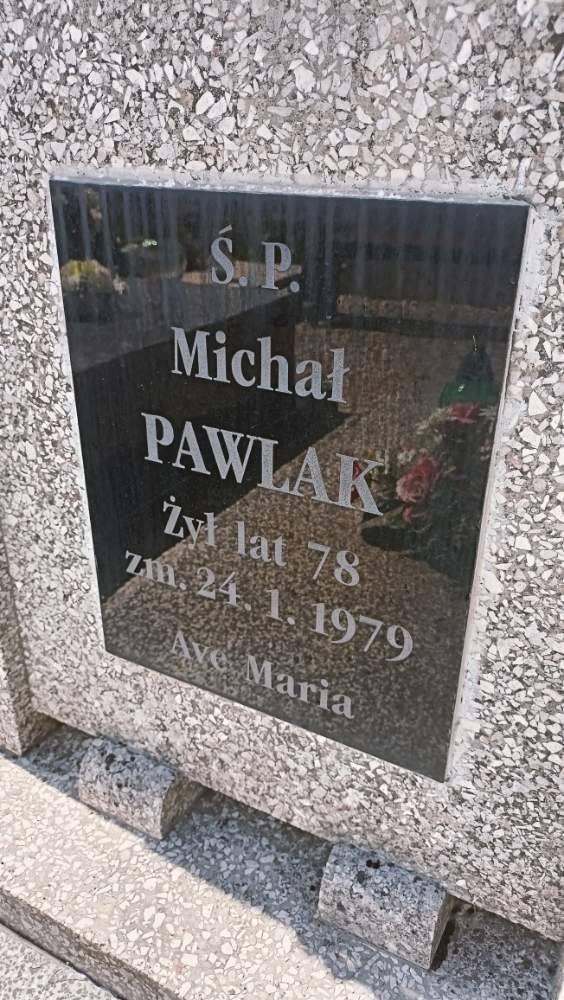 Ś. P.
Michał
PAWLAK
Żył lat 78
zm. 24. 1. 1979
Ave Maria